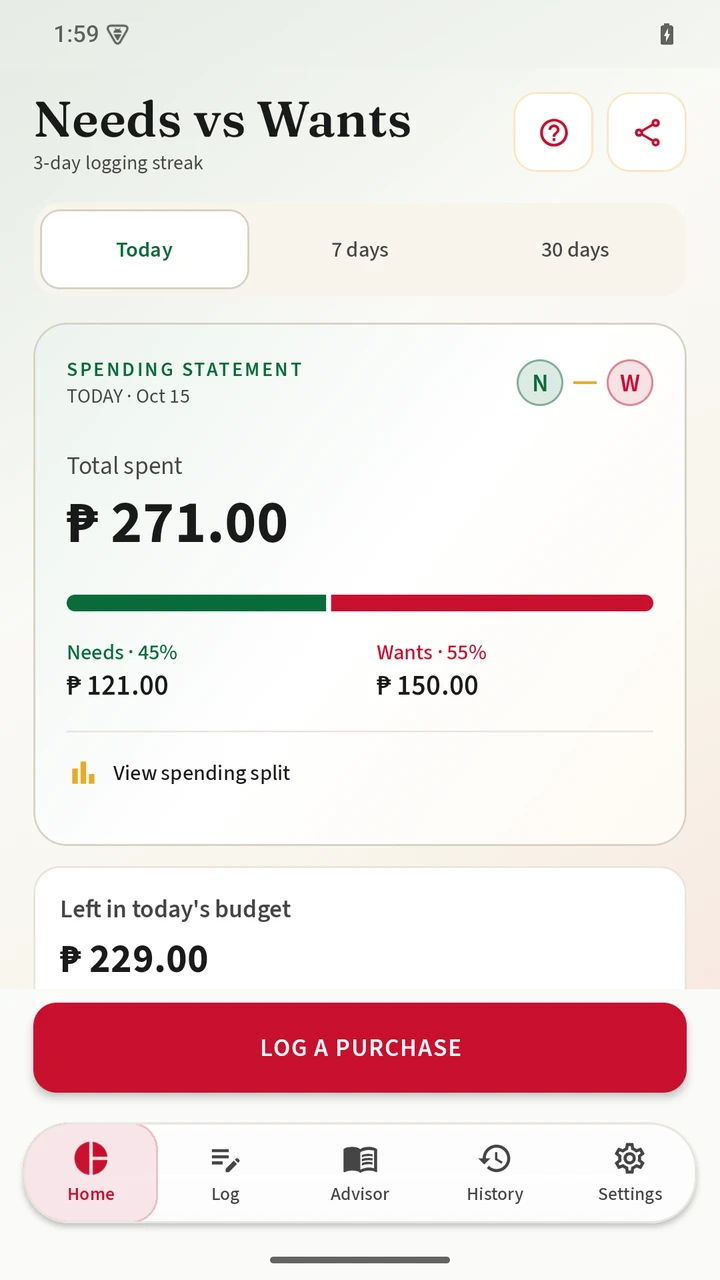 1:59
Needs vs Wants
3-day logging streak
Today
7 days
30 days
SPENDING STATEMENT
TODAY · Oct 15
N
W
Total spent
₱ 271.00
Needs · 45%
Wants · 55%
₱ 121.00
₱ 150.00
View spending split
Left in today's budget
₱ 229.00
LOG A PURCHASE
Home
Log
Advisor
History
Settings